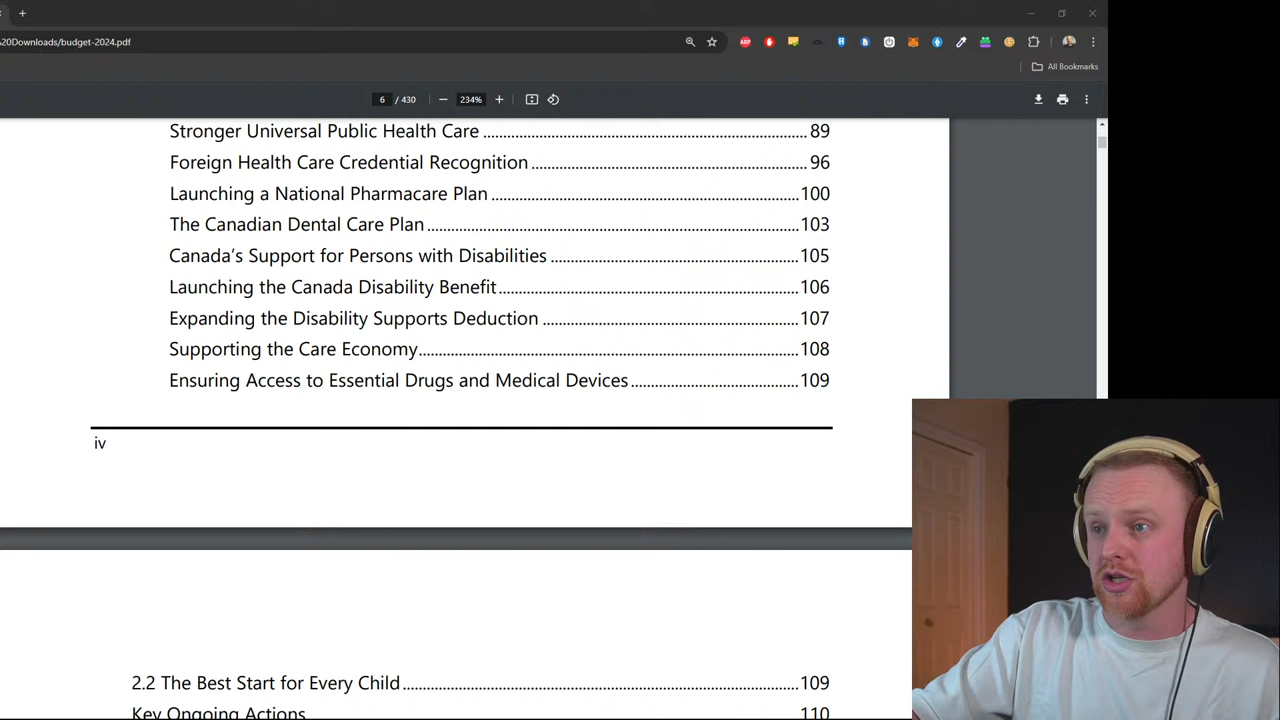 %20Downloads/budget-2024.pdf
All Bookmarks
6 / 430
234%
Stronger Universal Public Health Care 89
Foreign Health Care Credential Recognition 96
Launching a National Pharmacare Plan 100
The Canadian Dental Care Plan 103
Canada's Support for Persons with Disabilities 105
Launching the Canada Disability Benefit 106
Expanding the Disability Supports Deduction 107
Supporting the Care Economy 108
Ensuring Access to Essential Drugs and Medical Devices 109
iv
2.2 The Best Start for Every Child 109
Key Ongoing Actions 110